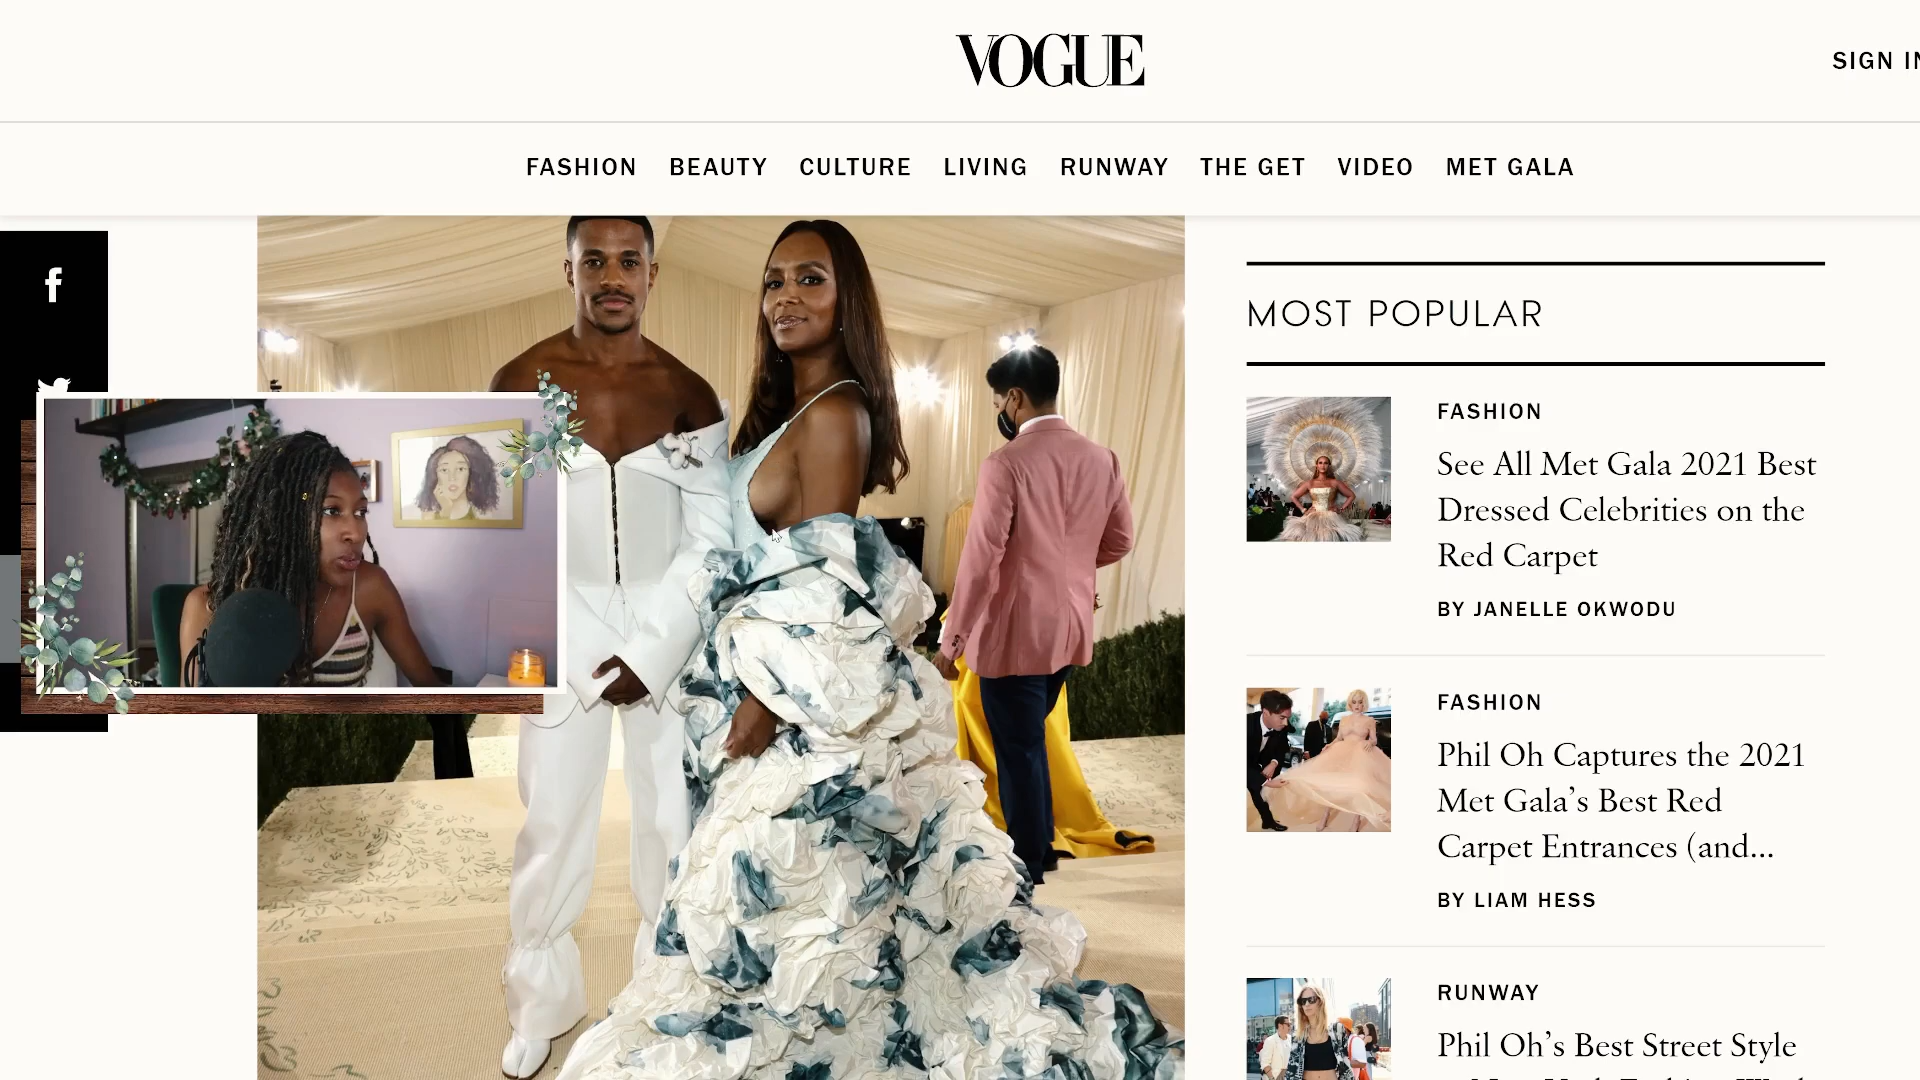 VOGUE
SIGN IN
FASHION BEAUTY CULTURE LIVING RUNWAY THE GET VIDEO MET GALA
MOST POPULAR
FASHION
See All Met Gala 2021 Best
Dressed Celebrities on the
Red Carpet
BY JANELLE OKWODU
FASHION
Phil Oh Captures the 2021
Met Gala’s Best Red
Carpet Entrances (and...
BY LIAM HESS
RUNWAY
Phil Oh’s Best Street Style